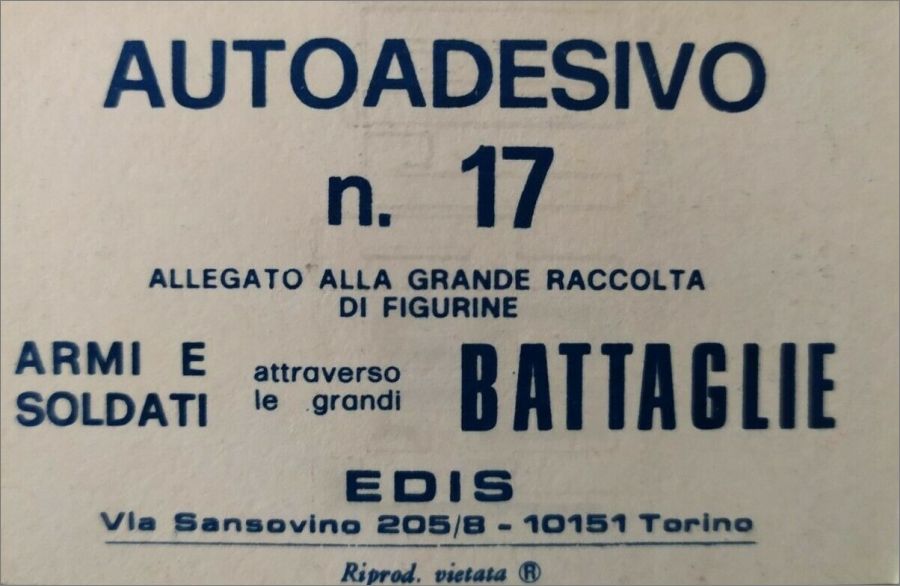 AUTOADESIVO
n. 17
ALLEGATO ALLA GRANDE RACCOLTA
DI FIGURINE
ARMI E
SOLDATI
attraverso
le grandi
BATTAGLIE
EDIS
Via Sansovino 205/8 - 10151 Torino
Riprod. vietata ®